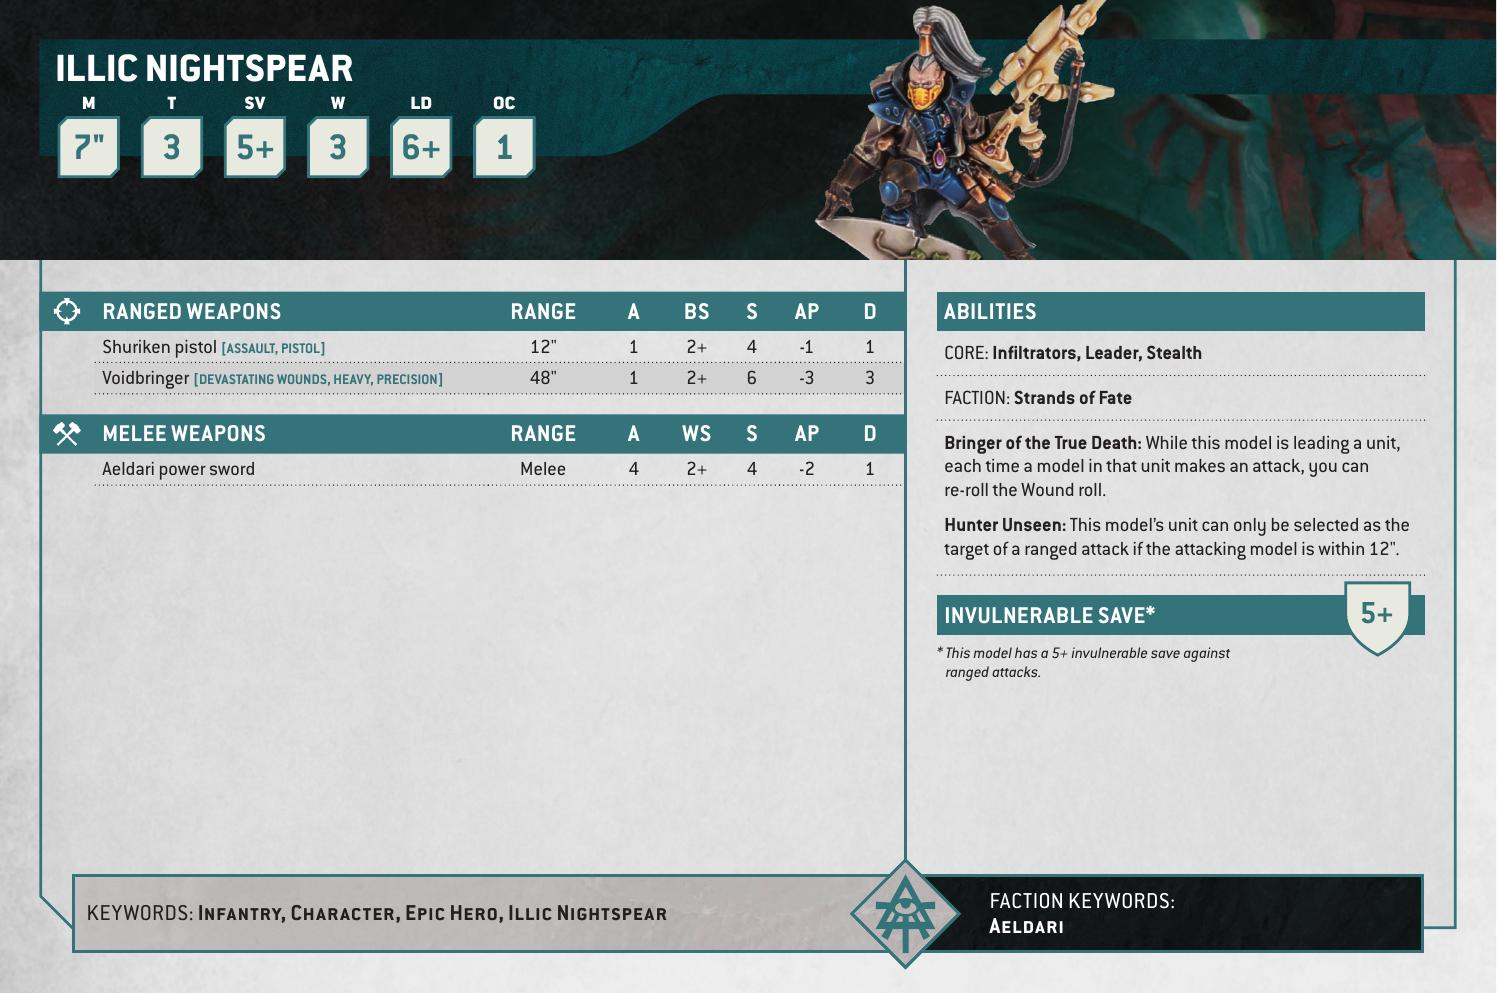 ILLIC NIGHTSPEAR
M T SV W LD OC
7" 3 5+ 3 6+ 1
RANGED WEAPONS RANGE A BS S AP D
Shuriken pistol [ASSAULT, PISTOL] 12" 1 2+ 4 -1 1
Voidbringer [DEVASTATING WOUNDS, HEAVY, PRECISION] 48" 1 2+ 6 -3 3
MELEE WEAPONS RANGE A WS S AP D
Aeldari power sword Melee 4 2+ 4 -2 1
ABILITIES
CORE: Infiltrators, Leader, Stealth
FACTION: Strands of Fate
Bringer of the True Death: While this model is leading a unit,
each time a model in that unit makes an attack, you can
re-roll the Wound roll.
Hunter Unseen: This model’s unit can only be selected as the
target of a ranged attack if the attacking model is within 12".
INVULNERABLE SAVE* 5+
* This model has a 5+ invulnerable save against
ranged attacks.
KEYWORDS: INFANTRY, CHARACTER, EPIC HERO, ILLIC NIGHTSPEAR
FACTION KEYWORDS:
AELDARI